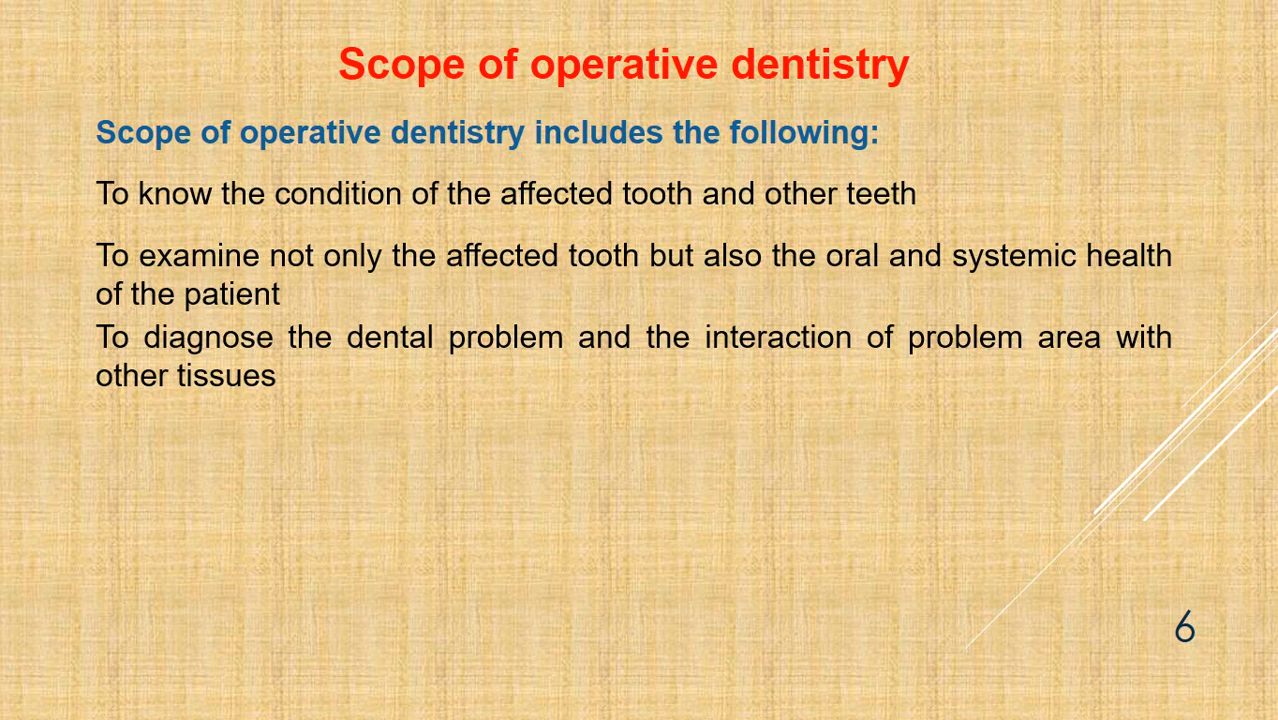 Scope of operative dentistry
Scope of operative dentistry includes the following:
To know the condition of the affected tooth and other teeth
To examine not only the affected tooth but also the oral and systemic health
of the patient
To diagnose the dental problem and the interaction of problem area with
other tissues
6